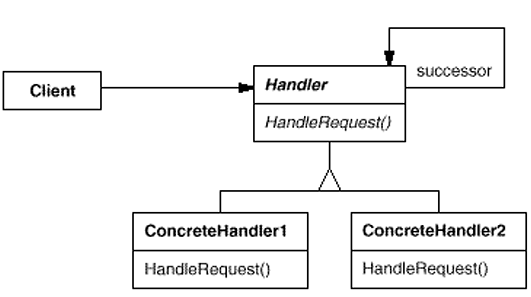 successor
Client
Handler
HandleRequest()
ConcreteHandler1
HandleRequest()
ConcreteHandler2
HandleRequest()